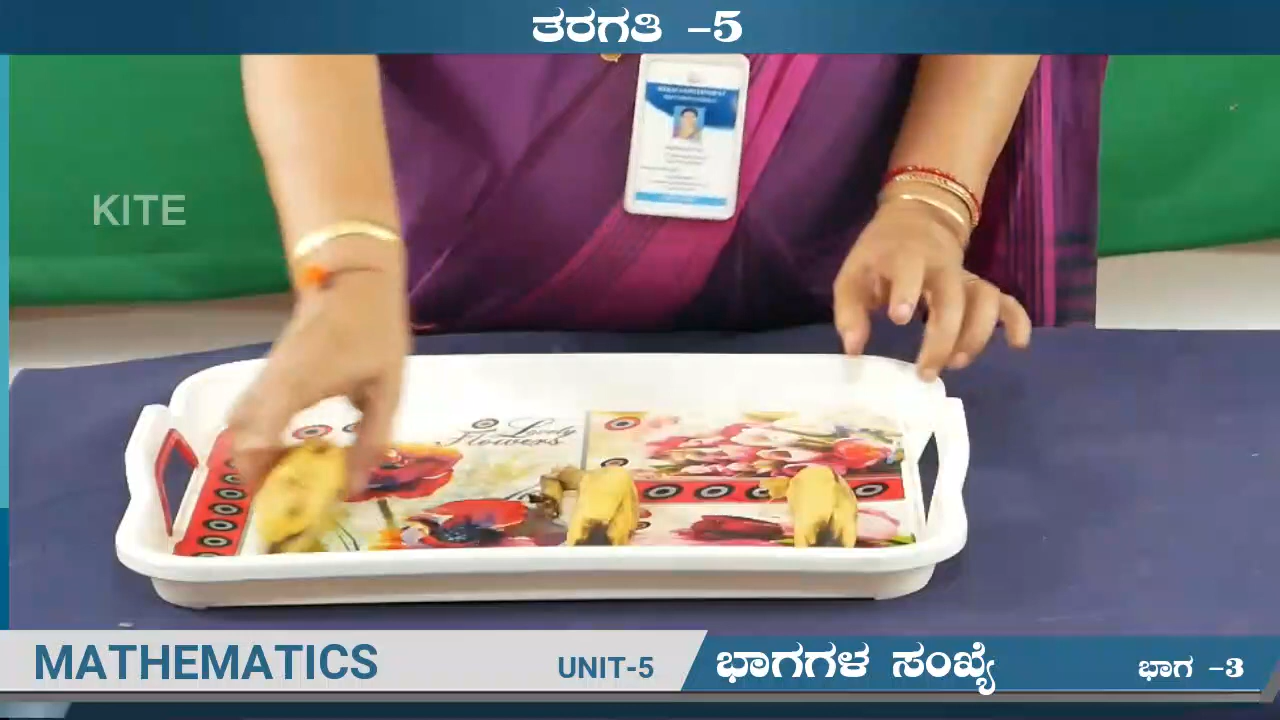 ತರಗತಿ -5
KITE
Lovely
Flowers
MATHEMATICS
UNIT-5
ಭಾಗಗಳ ಸಂಖ್ಯೆ
ಭಾಗ -3